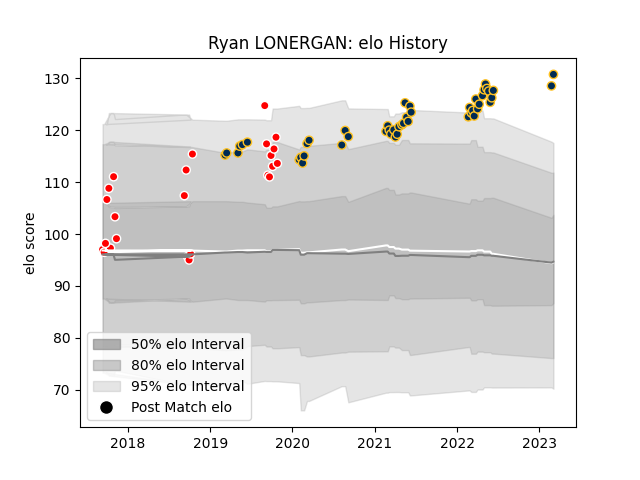 Ryan LONERGAN: elo History
elo score
130
120
110
100
90
80
70
50% elo Interval
80% elo Interval
95% elo Interval
Post Match elo
2018 2019 2020 2021 2022 2023